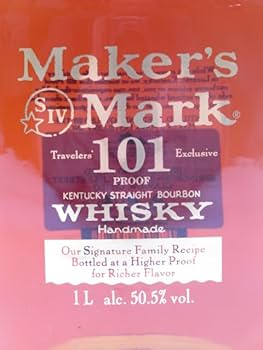 Maker's
SIV Mark®
Travelers' 101 Exclusive
PROOF
KENTUCKY STRAIGHT BOURBON
WHISKY
Handmade
Our Signature Family Recipe
Bottled at a Higher Proof
for Richer Flavor
1 L alc. 50.5% vol.